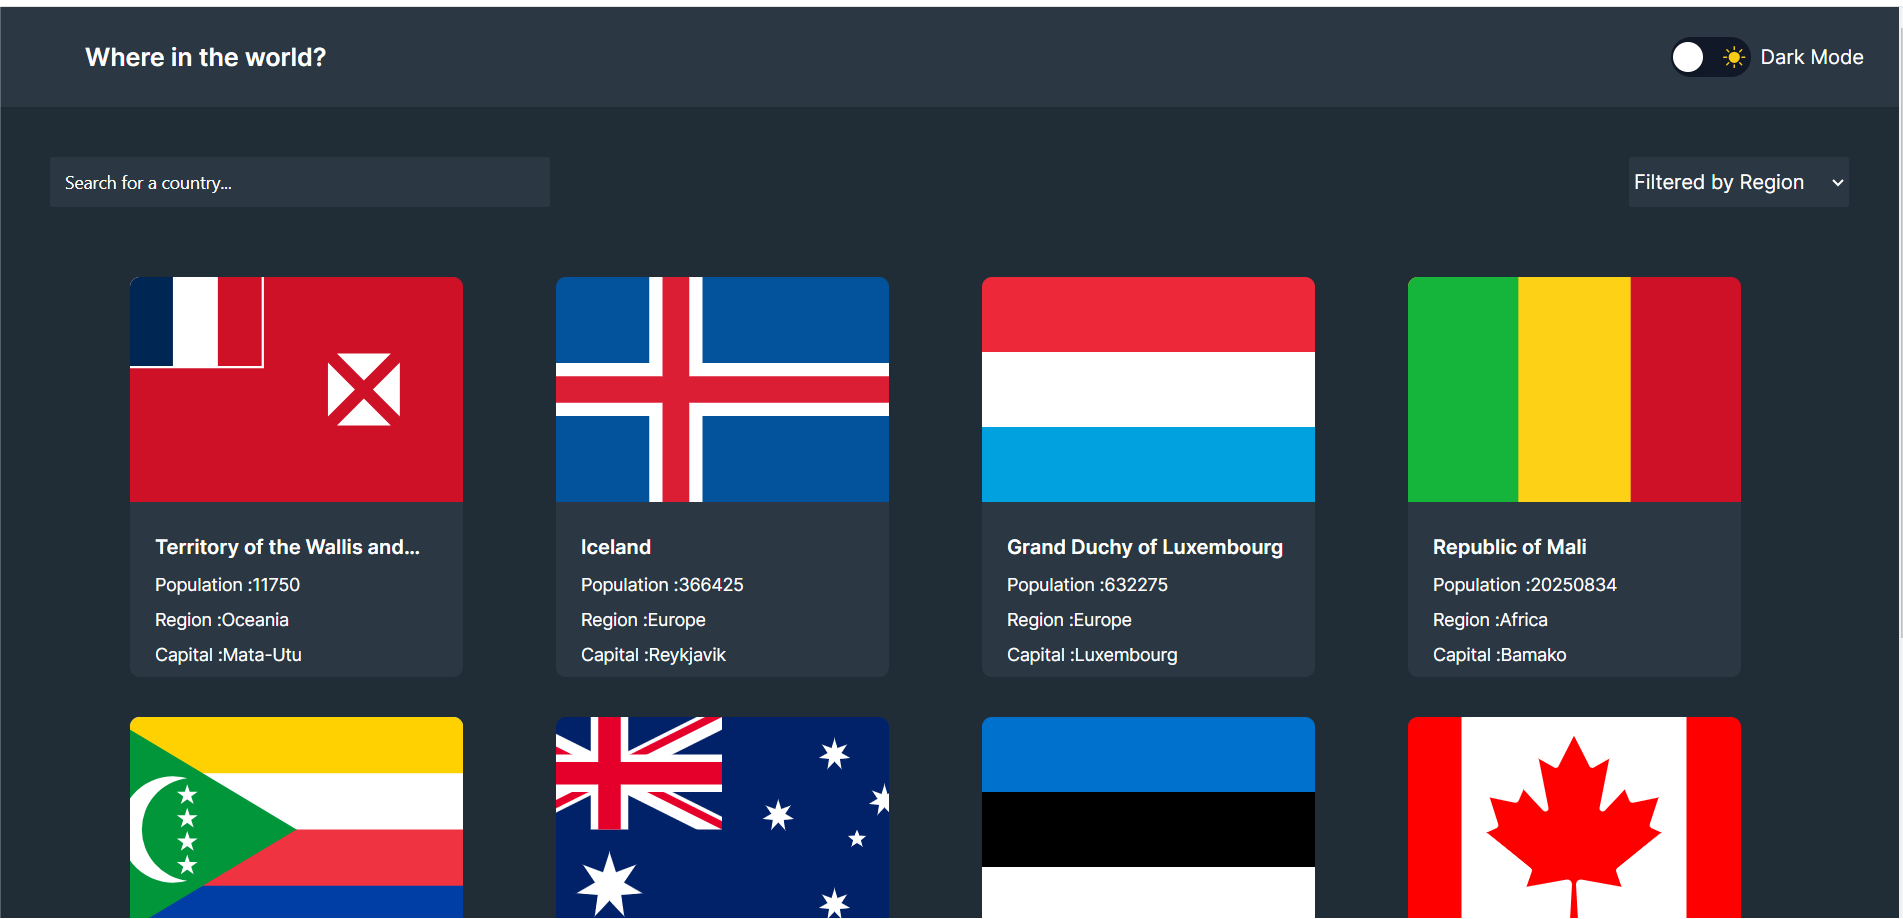 Where in the world?
Dark Mode
Search for a country...
Filtered by Region
Territory of the Wallis and...
Population :11750
Region :Oceania
Capital :Mata-Utu
Iceland
Population :366425
Region :Europe
Capital :Reykjavik
Grand Duchy of Luxembourg
Population :632275
Region :Europe
Capital :Luxembourg
Republic of Mali
Population :20250834
Region :Africa
Capital :Bamako